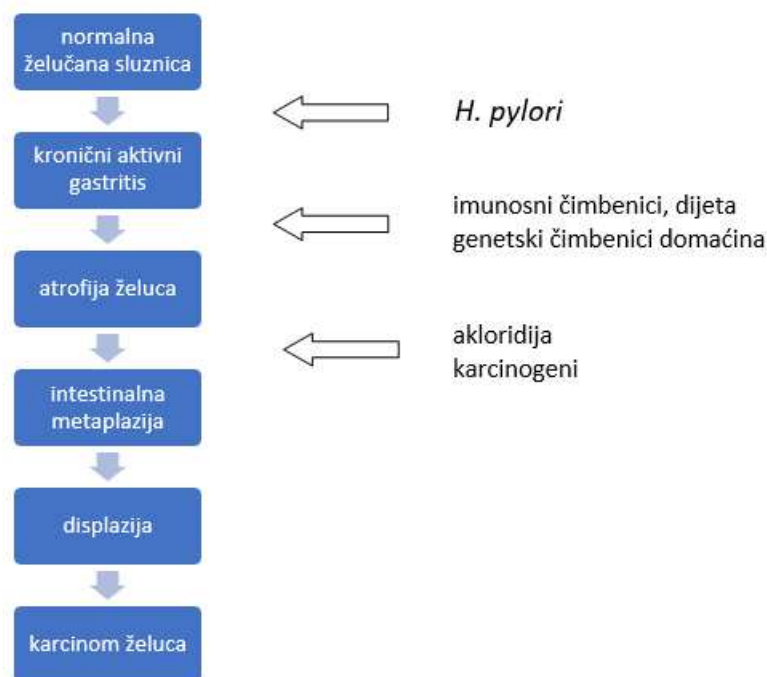 normalna
želučana sluznica
H. pylori
kronični aktivni
gastritis
imunosni čimbenici, dijeta
genetski čimbenici domaćina
atrofija želuca
akloridija
karcinogeni
intestinalna
metaplazija
displazija
karcinom želuca